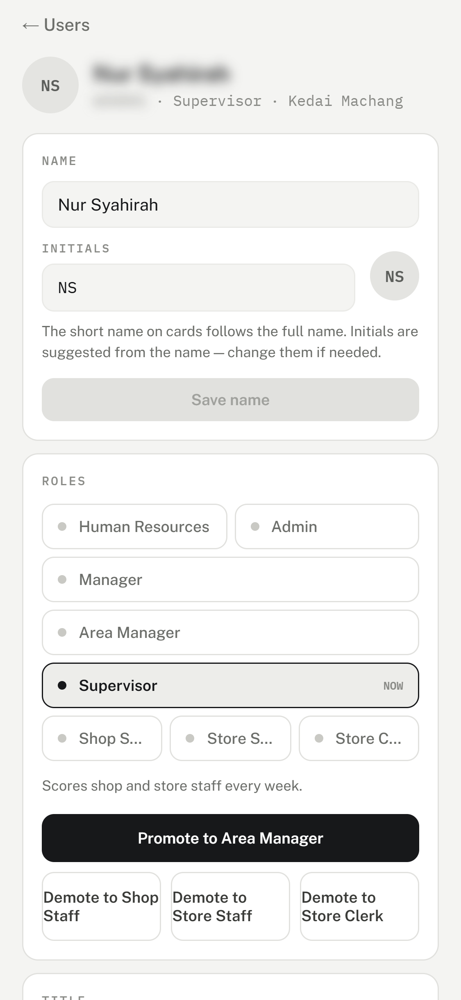 ← Users
NS
· Supervisor · Kedai Machang
NAME
Nur Syahirah
INITIALS
NS
NS
The short name on cards follows the full name. Initials are
suggested from the name — change them if needed.
Save name
ROLES
Human Resources
Admin
Manager
Area Manager
Supervisor
NOW
Shop S...
Store S...
Store C...
Scores shop and store staff every week.
Promote to Area Manager
Demote to Shop
Staff
Demote to
Store Staff
Demote to
Store Clerk